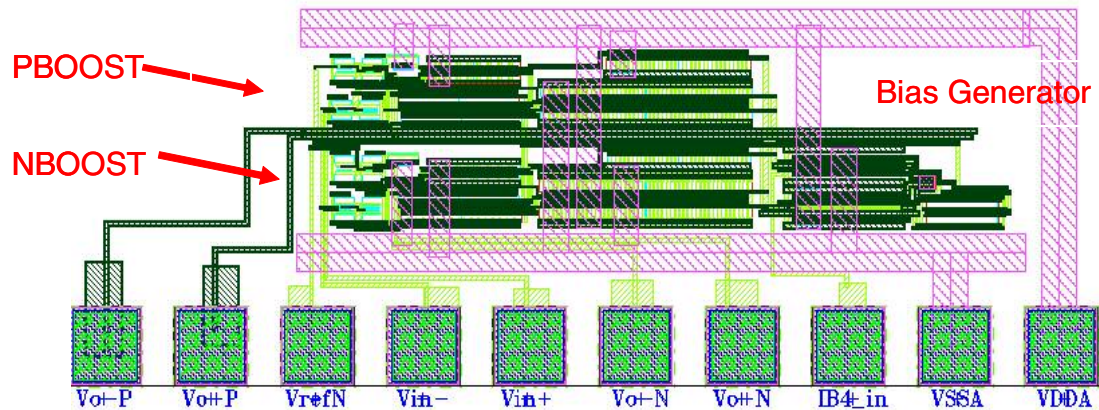 PBOOST
Bias Generator
NBOOST
Vo-P Vo+P VrefN Vin- Vin+ Vo-N Vo+N IB4_in VSSA VDDA